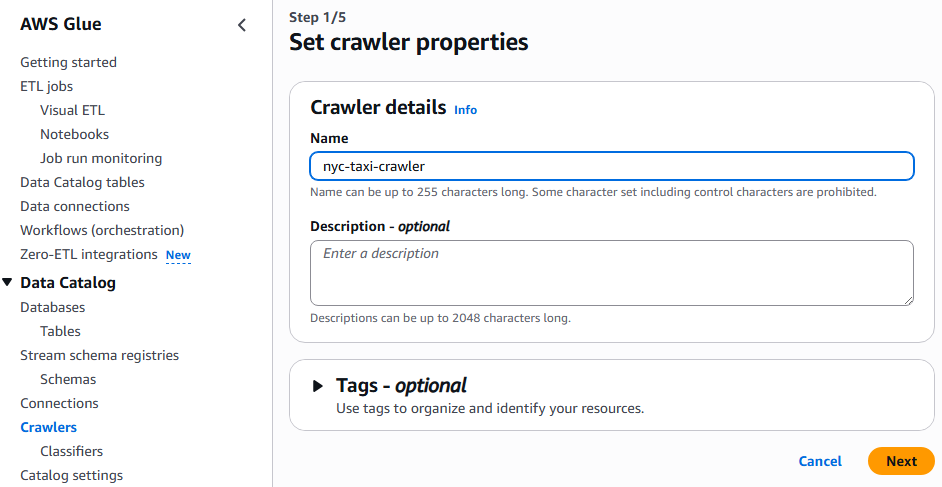 AWS Glue
Getting started
ETL jobs
Visual ETL
Notebooks
Job run monitoring
Data Catalog tables
Data connections
Workflows (orchestration)
Zero-ETL integrations New
Data Catalog
Databases
Tables
Stream schema registries
Schemas
Connections
Crawlers
Classifiers
Catalog settings
Step 1/5
Set crawler properties
Crawler details Info
Name
nyc-taxi-crawler
Name can be up to 255 characters long. Some character set including control characters are prohibited.
Description - optional
Enter a description
Descriptions can be up to 2048 characters long.
Tags - optional
Use tags to organize and identify your resources.
Cancel Next